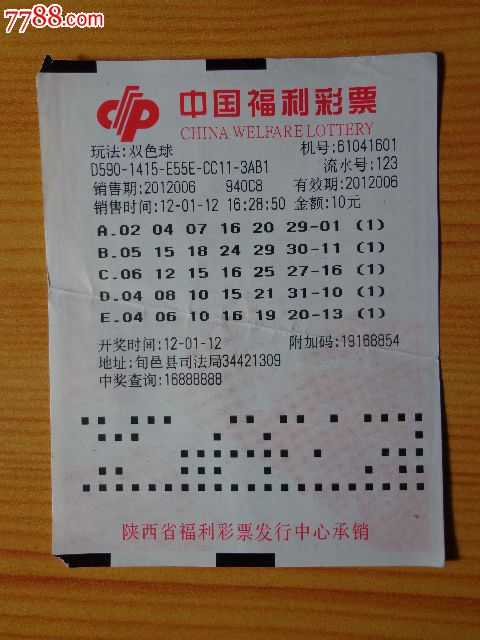 7788.com
中国福利彩票
CHINA WELFARE LOTTERY
玩法:双色球 机号:61041601
D590-1415-E55E-CC11-3AB1 流水号:123
销售期:2012006 940C8 有效期:2012006
销售时间:12-01-12 16:28:50 金额:10元
A.02 04 07 16 20 29-01 (1)
B.05 15 18 24 29 30-11 (1)
C.06 12 15 16 25 27-16 (1)
D.04 08 10 15 21 31-10 (1)
E.04 06 10 16 19 20-13 (1)
开奖时间:12-01-12 附加码:19168854
地址:旬邑县司法局34421309
中奖查询:16888888
陕西省福利彩票发行中心承销